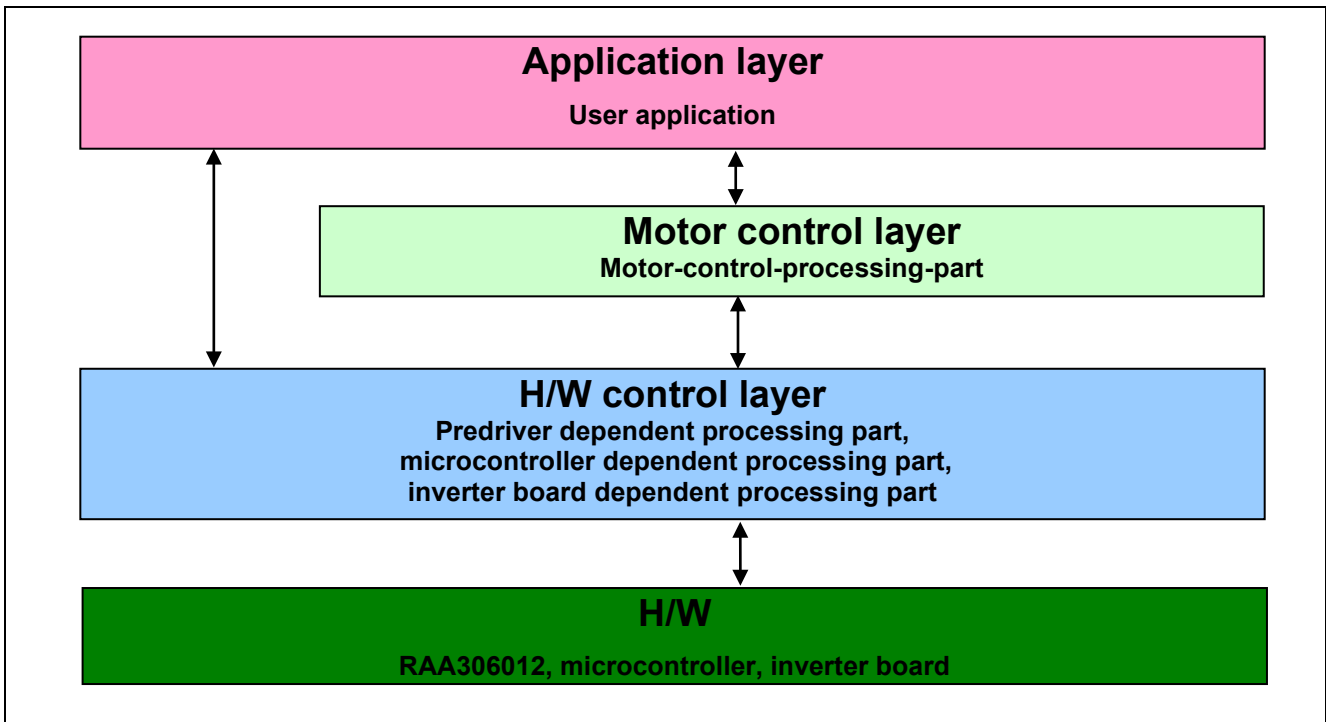 Application layer
User application
Motor control layer
Motor-control-processing-part
H/W control layer
Predriver dependent processing part,
microcontroller dependent processing part,
inverter board dependent processing part
H/W
RAA306012, microcontroller, inverter board